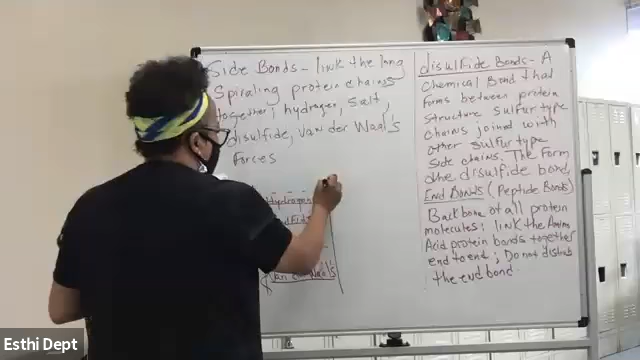 Side Bonds - link the long
Spiraling protein chains
together; hydrogen, salt,
disulfide, Van der Waal's
forces
Hydrogen
Van der Waal's
disulfide Bonds - A
Chemical Bond that
forms between protein
structure sulfur type
chains joined with
other sulfur type
side chains. The form
the disulfide bond,
End Bonds (Peptide Bonds)
Backbone of all protein
molecules; link the Amino
Acid protein bonds together
end to end; Do not
the end bond.
Esthi Dept